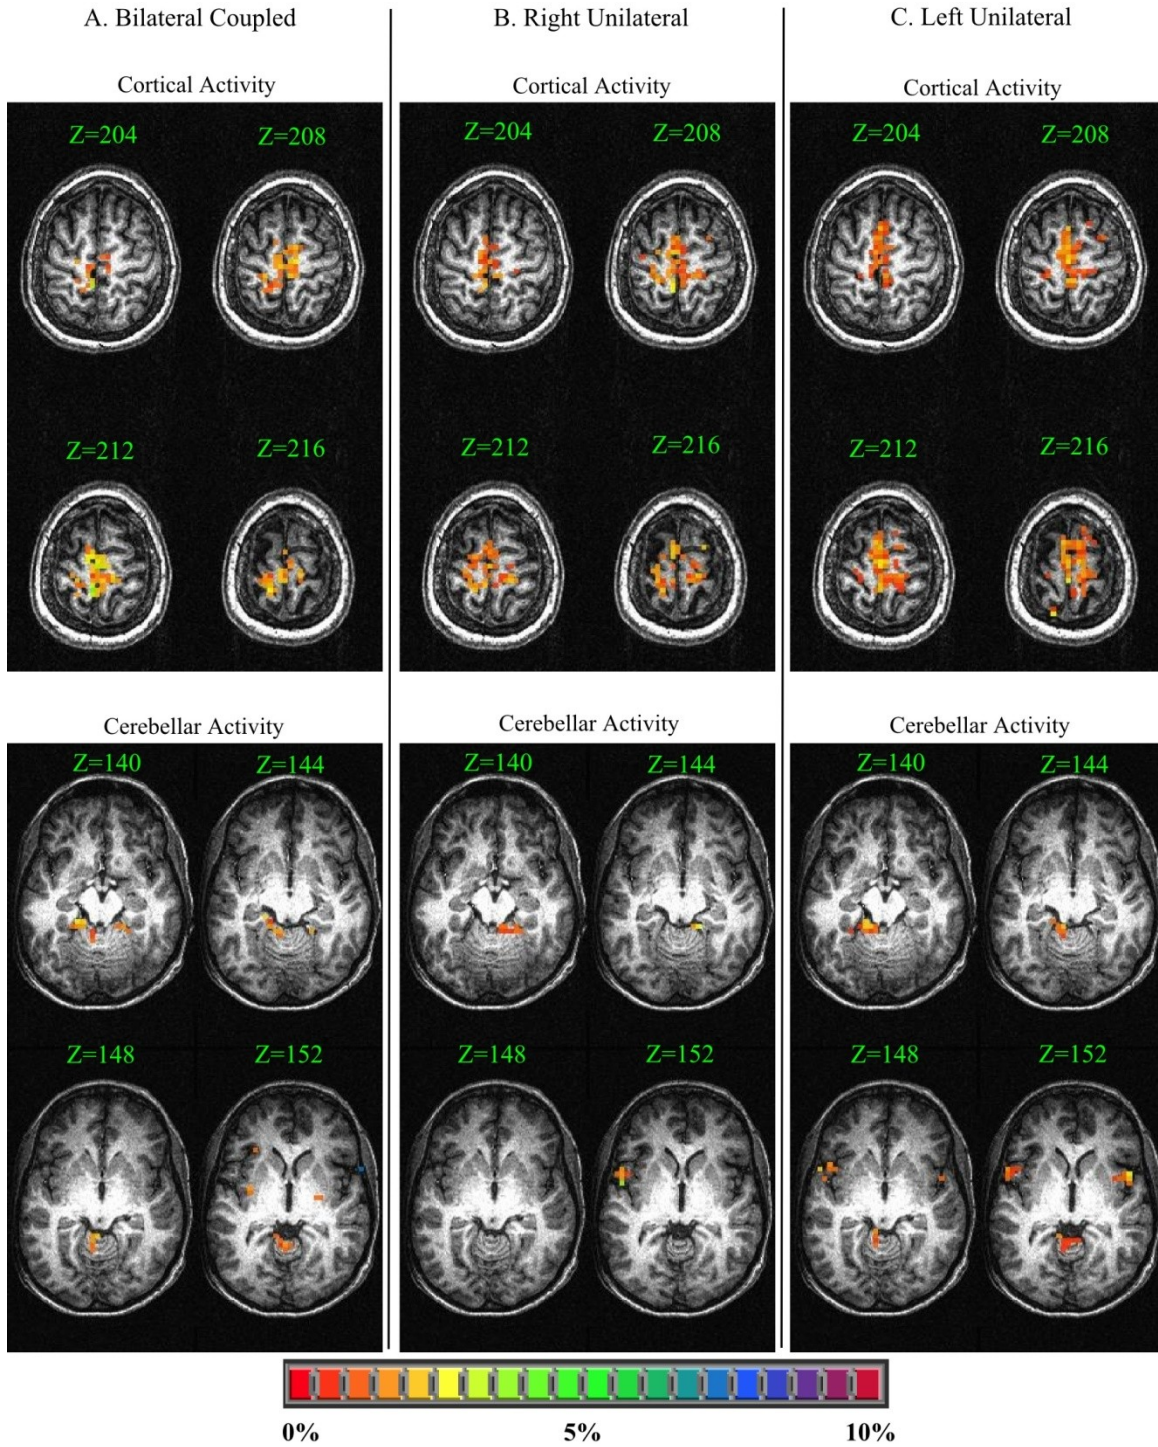 A. Bilateral Coupled
B. Right Unilateral
C. Left Unilateral
Cortical Activity
Cortical Activity
Cortical Activity
Z=204
Z=208
Z=204
Z=208
Z=204
Z=208
Z=212
Z=216
Z=212
Z=216
Z=212
Z=216
Cerebellar Activity
Cerebellar Activity
Cerebellar Activity
Z=140
Z=144
Z=140
Z=144
Z=140
Z=144
Z=148
Z=152
Z=148
Z=152
Z=148
Z=152
0%
5%
10%